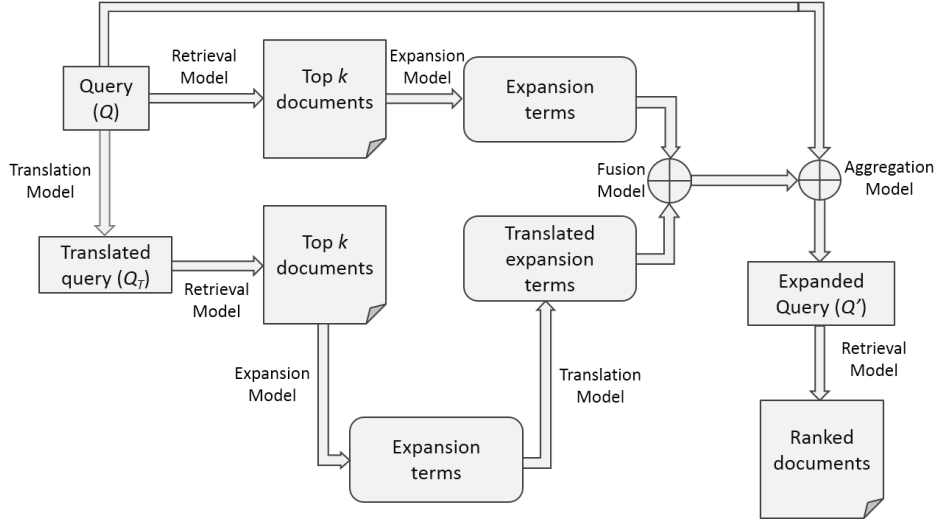 Query
(Q)
Retrieval
Model
Top k
documents
Expansion
Model
Expansion
terms
Translation
Model
Fusion
Model
Aggregation
Model
Translated
query (QT)
Retrieval
Model
Top k
documents
Translated
expansion
terms
Expanded
Query (Q’)
Expansion
Model
Translation
Model
Retrieval
Model
Expansion
terms
Ranked
documents